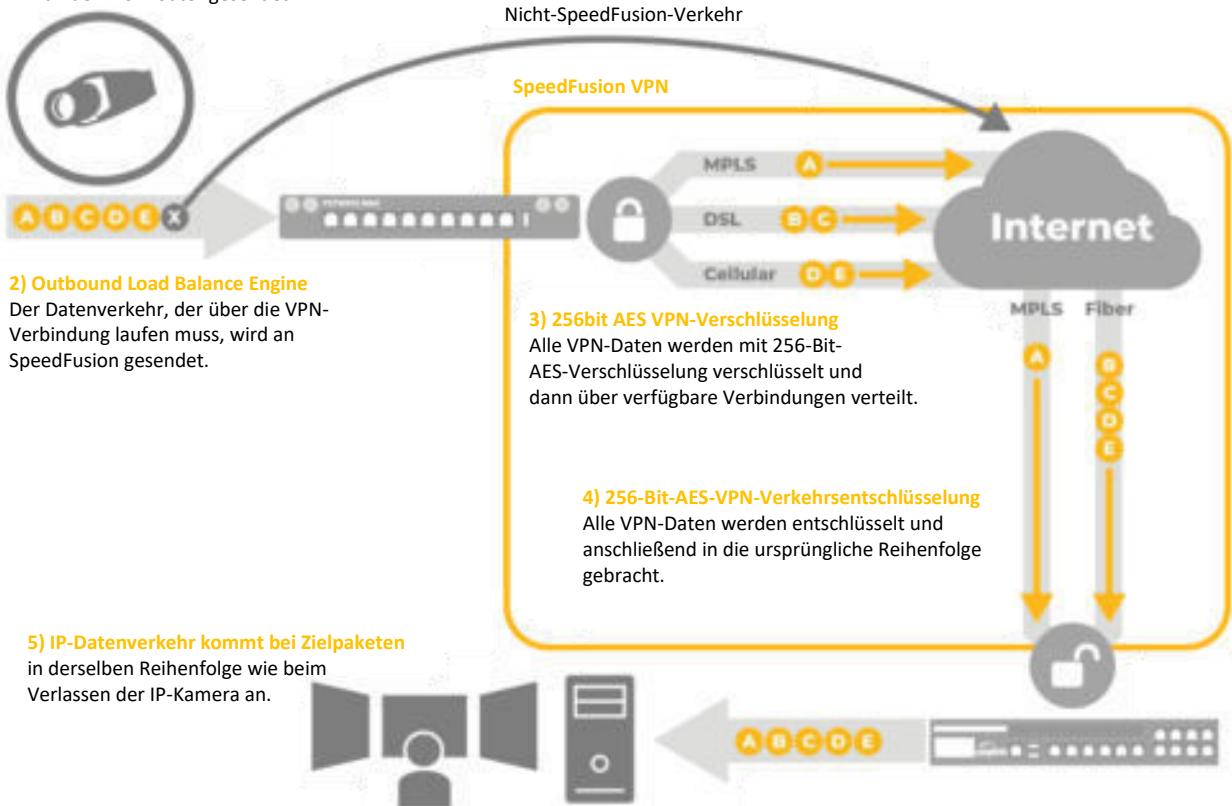 Nicht-SpeedFusion-Verkehr
SpeedFusion VPN
MPLS A
DSL B C
Cellular D E
Internet
A B C D E X
2) Outbound Load Balance Engine
Der Datenverkehr, der über die VPN-
Verbindung laufen muss, wird an
SpeedFusion gesendet.
3) 256bit AES VPN-Verschlüsselung
Alle VPN-Daten werden mit 256-Bit-
AES-Verschlüsselung verschlüsselt und
dann über verfügbare Verbindungen verteilt.
MPLS Fiber
A
B
C
D
E
4) 256-Bit-AES-VPN-Verkehrsentschlüsselung
Alle VPN-Daten werden entschlüsselt und
anschließend in die ursprüngliche Reihenfolge
gebracht.
5) IP-Datenverkehr kommt bei Zielpaketen
in derselben Reihenfolge wie beim
Verlassen der IP-Kamera an.
A B C D E